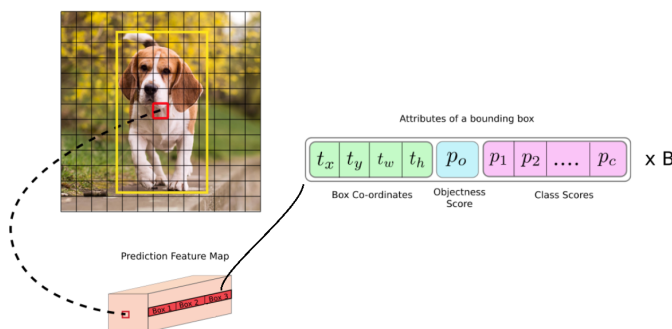 Attributes of a bounding box
t_x t_y t_w t_h p_o p_1 p_2 .... p_c x B
Box Co-ordinates Objectness Score Class Scores
Prediction Feature Map
Box 1 Box 2 Box 3